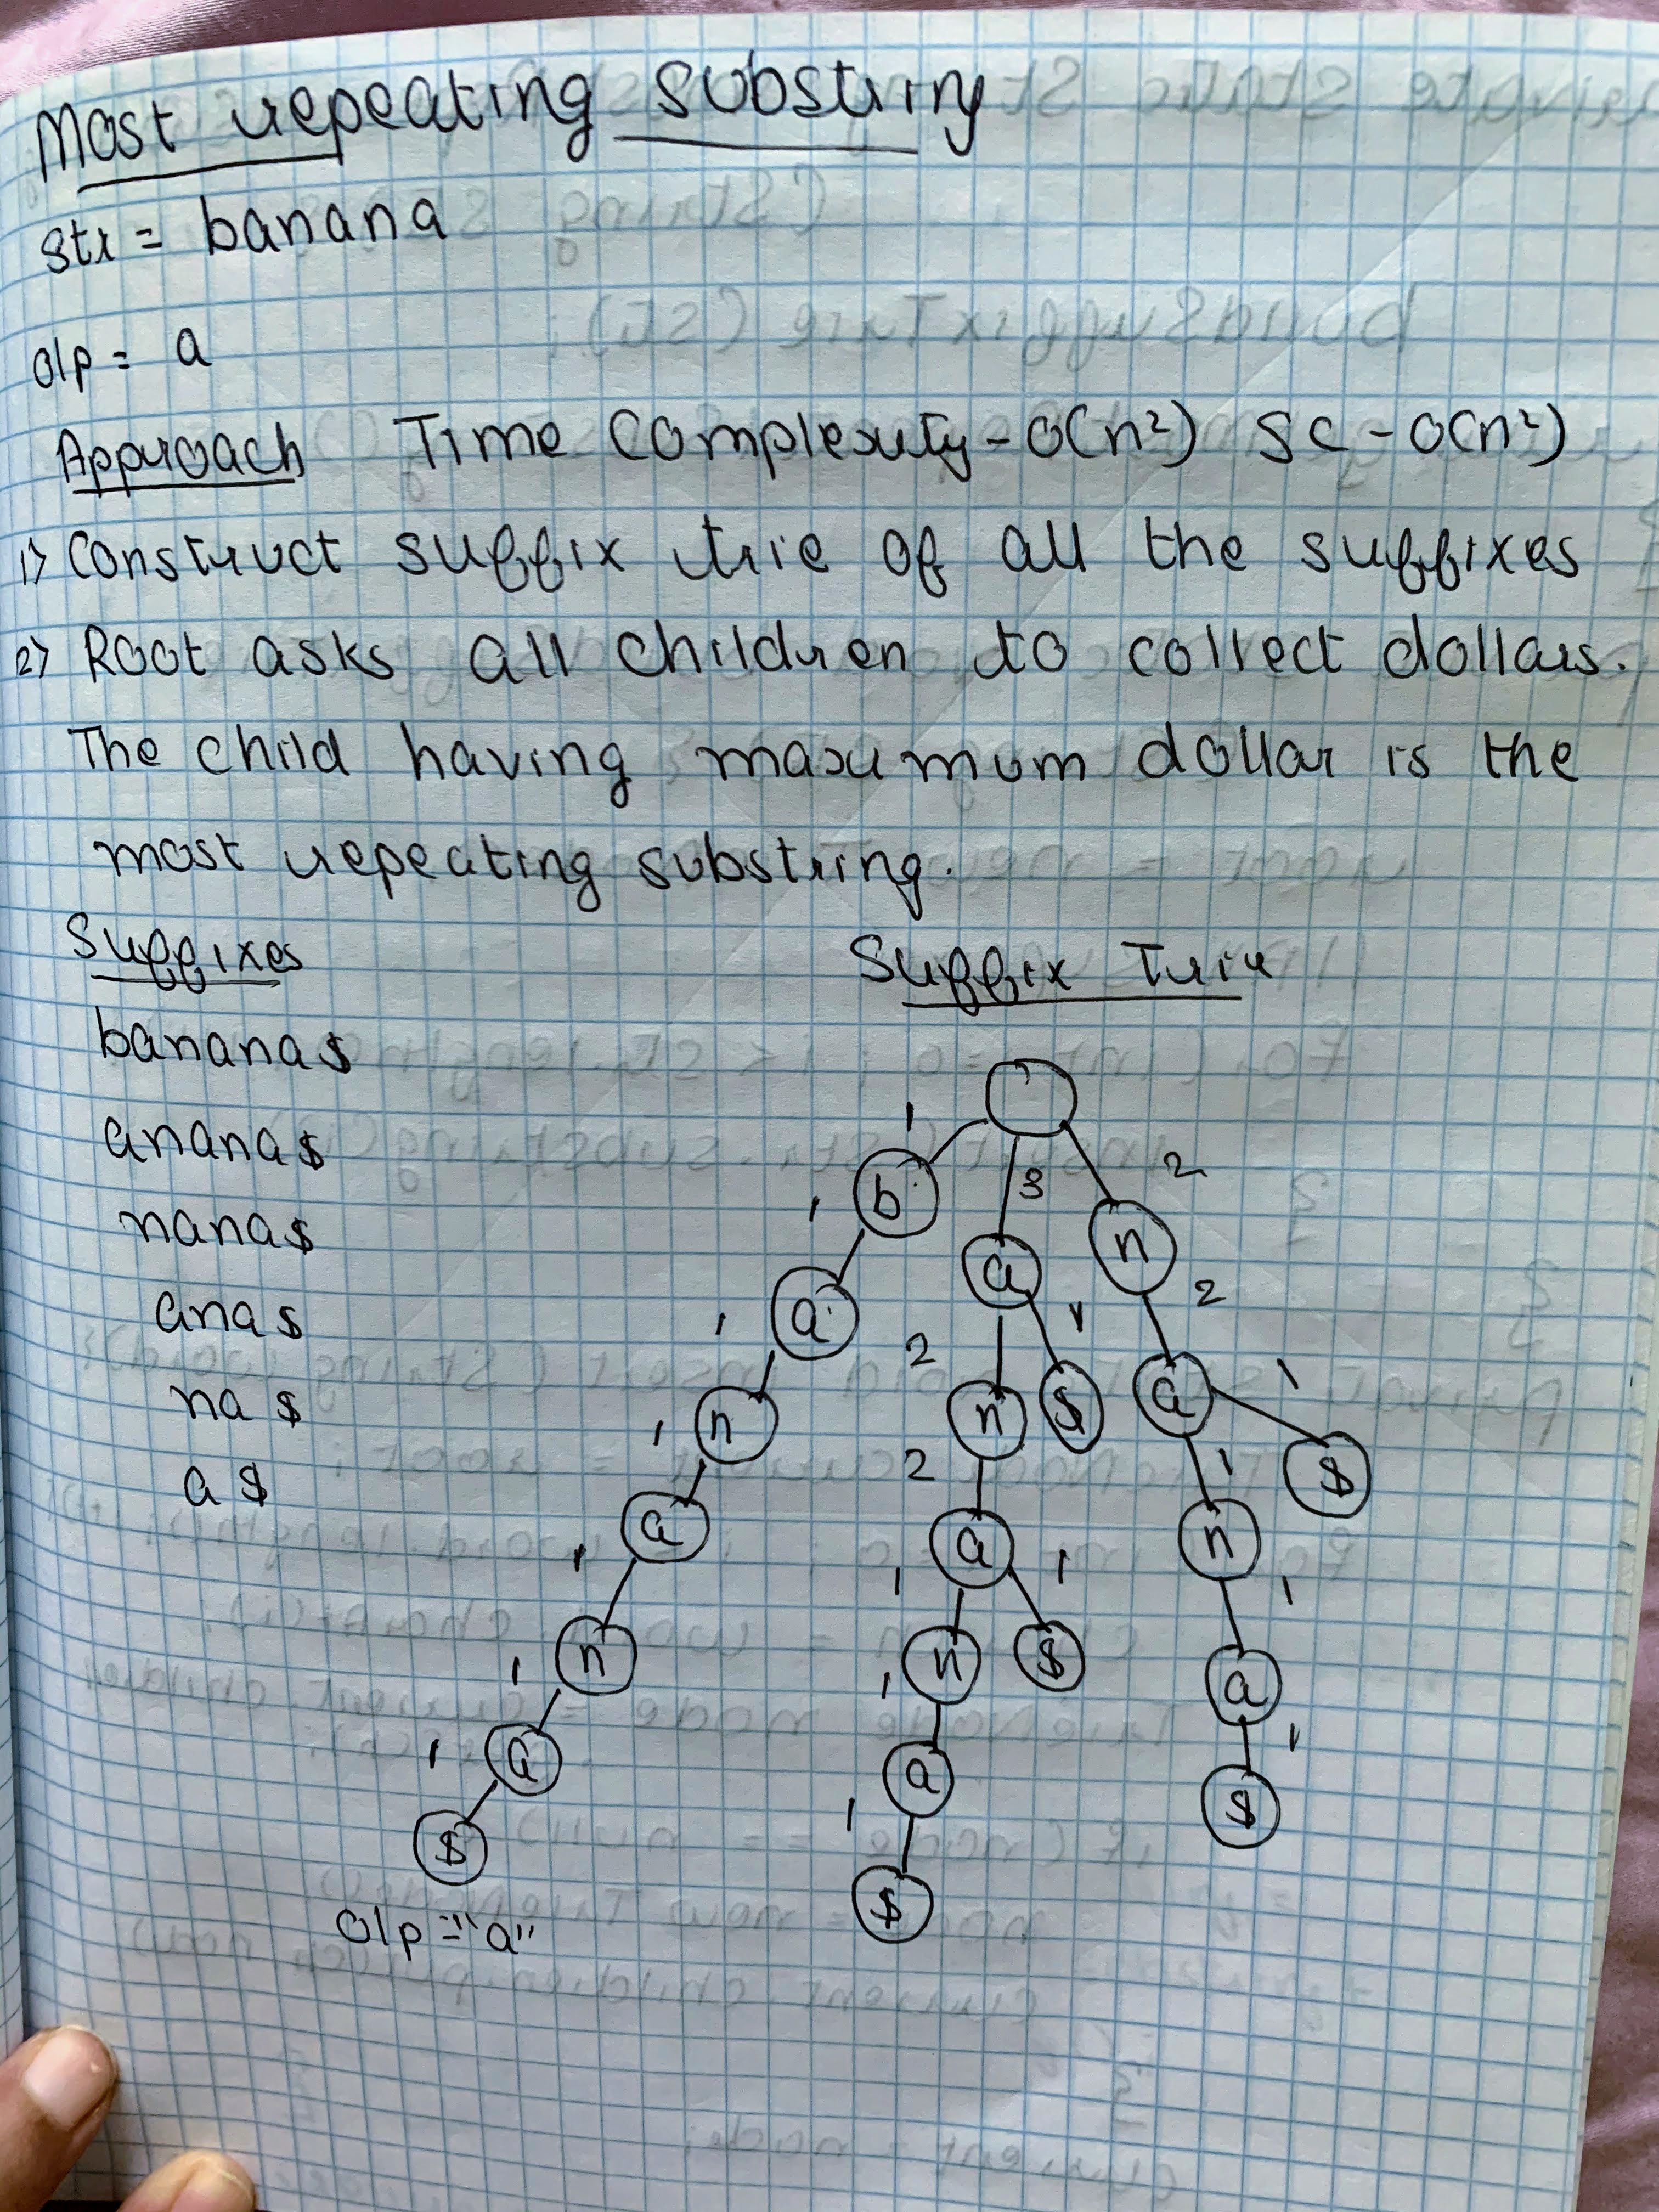 Most repeating substring
str = banana
o/p = a
Approach Time Complexity - O(n²) SC - O(n²)
1) Construct suffix trie of all the suffixes
2) Root asks all children to collect dollars.
The child having maximum dollar is the
most repeating substring.
Suffixes Suffix Trie
banana$
anana$
nana$
ana$
na$
a$
1 2
b 3
1 n
a a 2
1 2 1
n n $ a 1
1 2 1 $
a a n
1 1 1 1
n n $ a
1 1 1
a a $
1 1
$ $
o/p = "a"